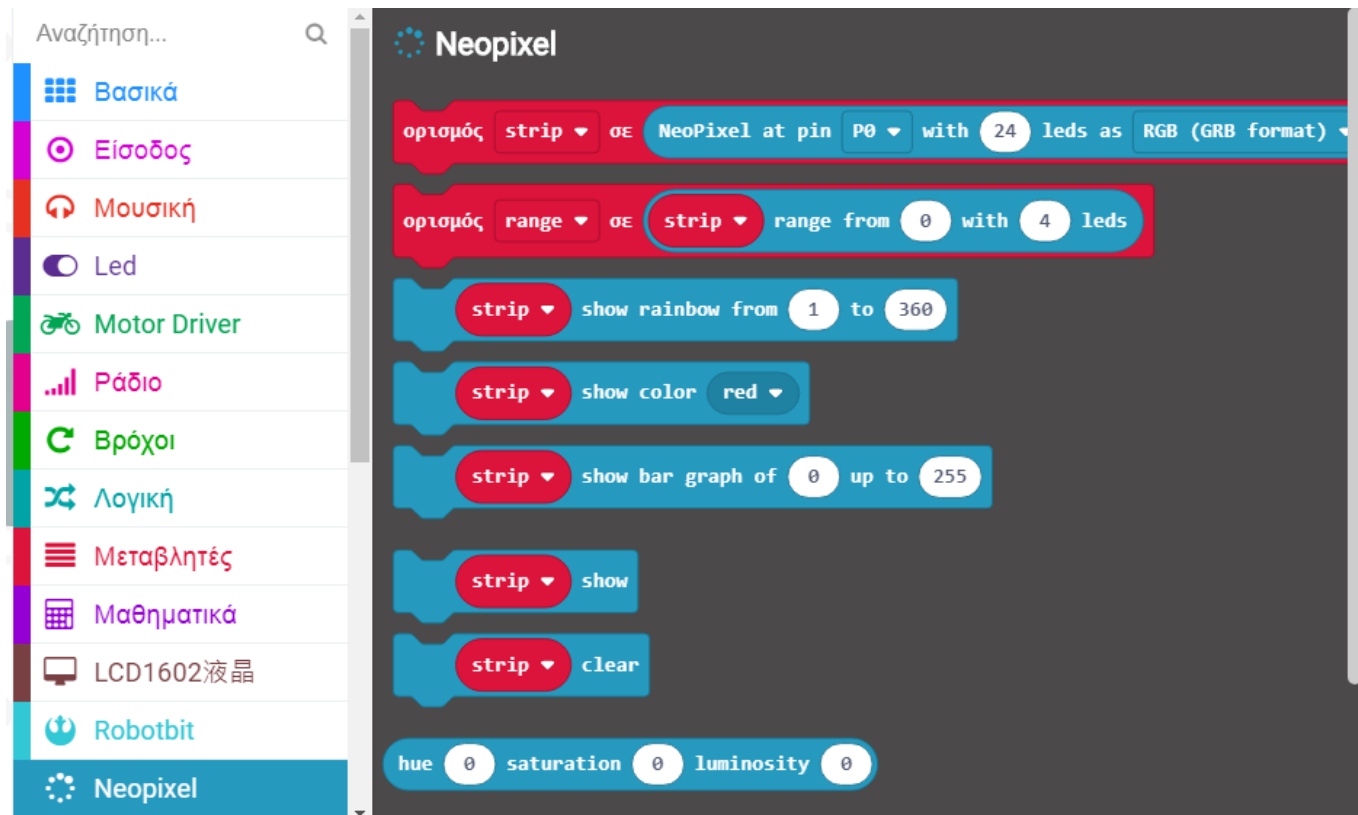 Αναζήτηση...
Βασικά
Είσοδος
Μουσική
Led
Motor Driver
Ράδιο
Βρόχοι
Λογική
Μεταβλητές
Μαθηματικά
LCD1602液晶
Robotbit
Neopixel
Neopixel
ορισμός strip σε NeoPixel at pin P0 with 24 leds as RGB (GRB format)
ορισμός range σε strip range from 0 with 4 leds
strip show rainbow from 1 to 360
strip show color red
strip show bar graph of 0 up to 255
strip show
strip clear
hue 0 saturation 0 luminosity 0